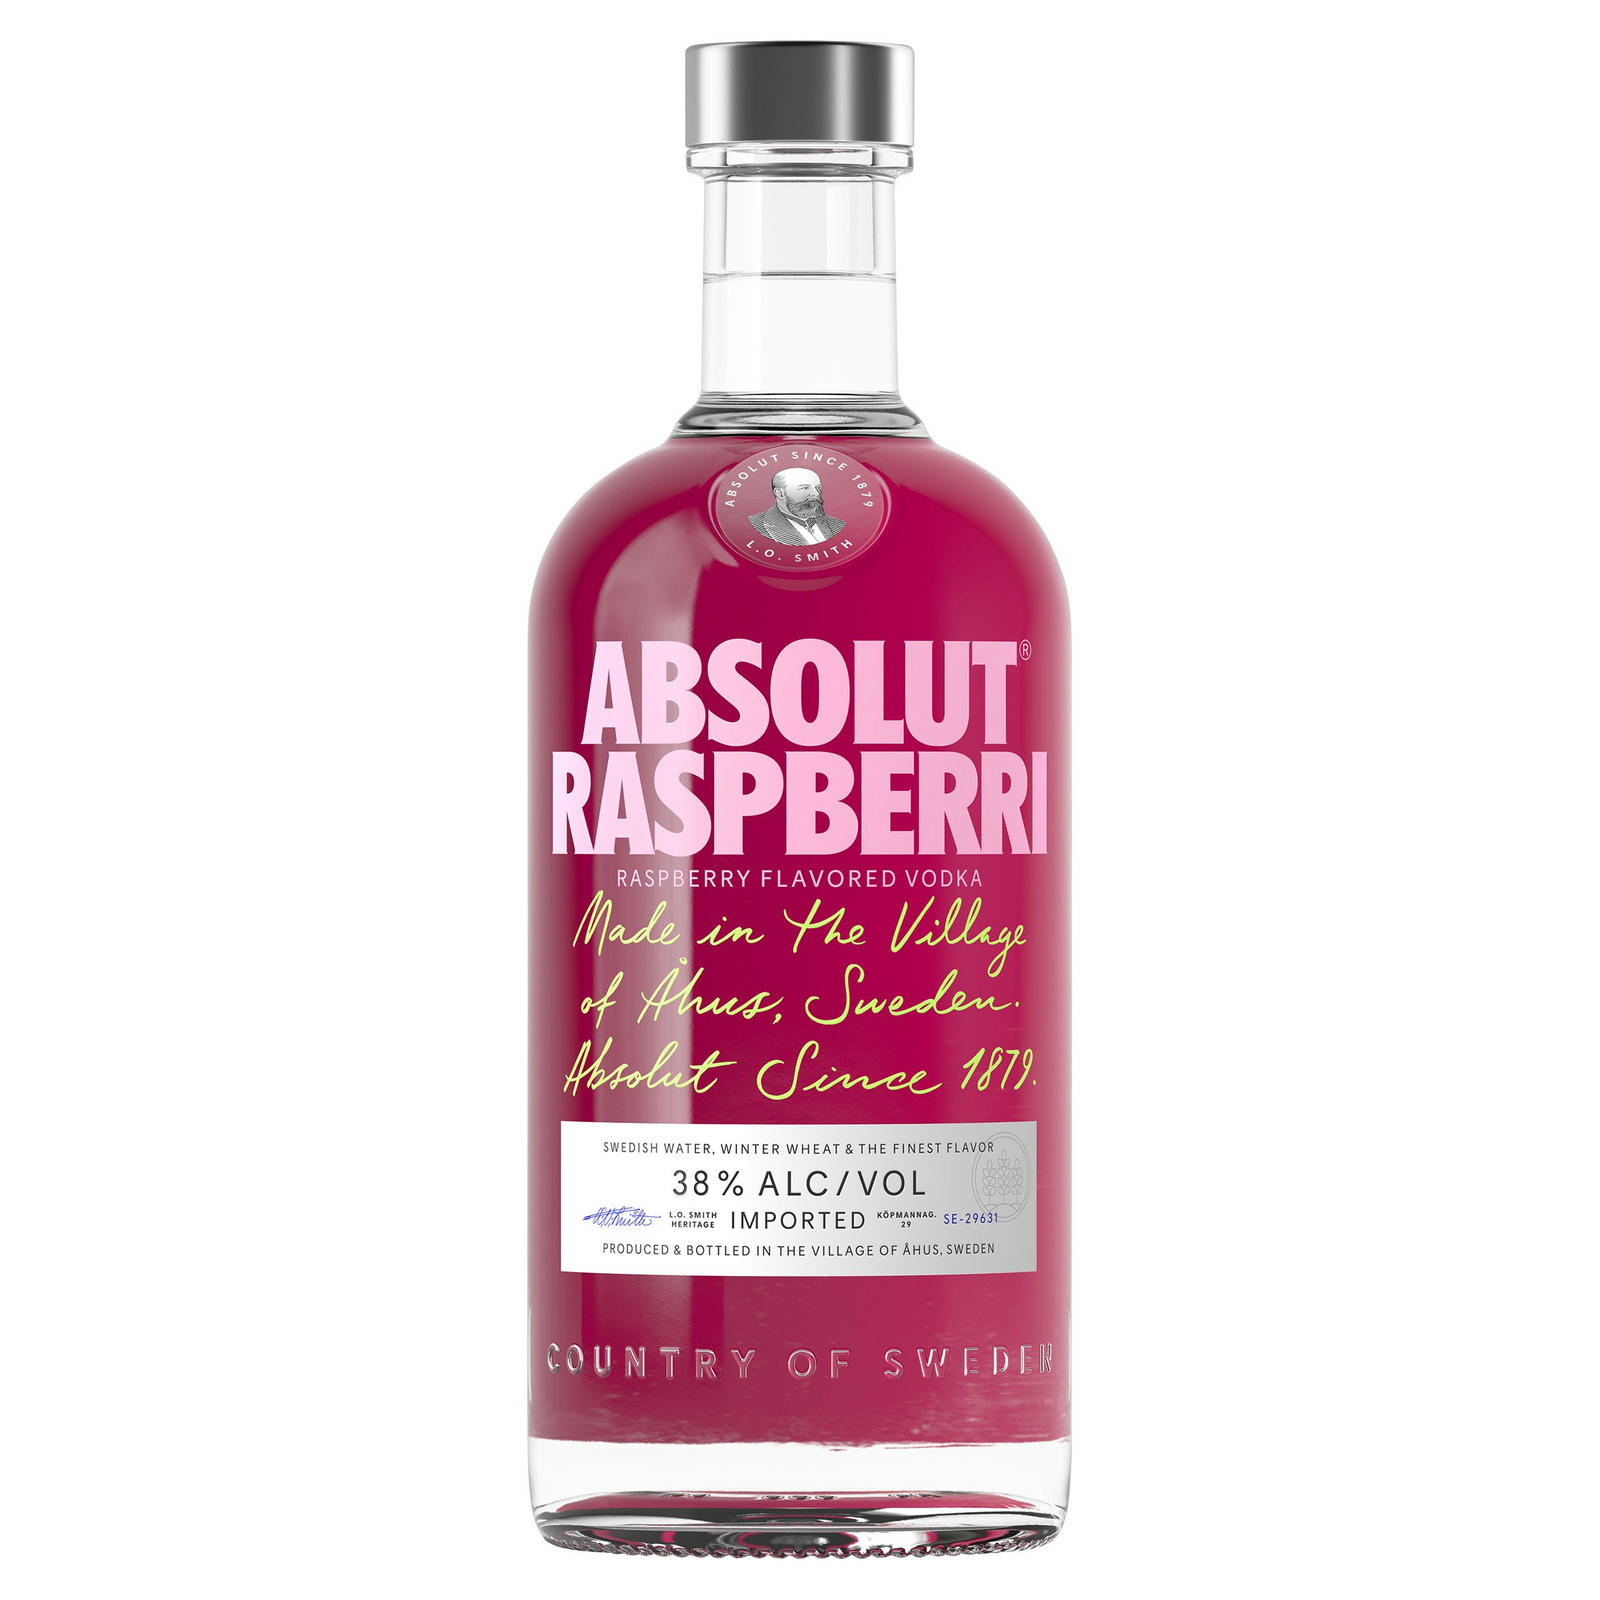 ABSOLUT SINCE 1879
L.O. SMITH
ABSOLUT®
RASPBERRI
RASPBERRY FLAVORED VODKA
Made in the Village
of Åhus, Sweden.
Absolut Since 1879.
SWEDISH WATER, WINTER WHEAT & THE FINEST FLAVOR
38% ALC/VOL
L.O. SMITH
HERITAGE
IMPORTED
KÖPMANNAG.
29
SE-29631
PRODUCED & BOTTLED IN THE VILLAGE OF ÅHUS, SWEDEN
COUNTRY OF SWEDEN